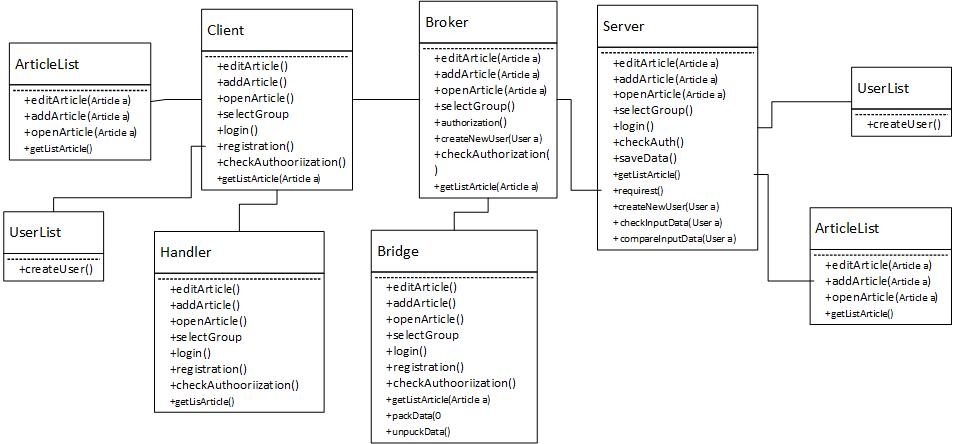 ArticleList
+editArticle(Article a)
+addArticle(Article a)
+openArticle(Article a)
+getListArticle()
UserList
+createUser()
Client
+editArticle()
+addArticle()
+openArticle()
+selectGroup
+login()
+registration()
+checkAuthooriization()
+getListArticle(Article a)
Handler
+editArticle()
+addArticle()
+openArticle()
+selectGroup
+login()
+registration()
+checkAuthooriization()
+getLisArticle()
Broker
+editArticle(Article a)
+addArticle(Article a)
+openArticle(Article a)
+selectGroup()
+authorization()
+createNewUser(User a)
+checkAuthorization(
)
+getListArticle(Article a)
Bridge
+editArticle()
+addArticle()
+openArticle()
+selectGroup
+login()
+registration()
+checkAuthooriization()
+getListArticle(Article a)
+packData(0
+unpuckData()
Server
+editArticle(Article a)
+addArticle(Article a)
+openArticle(Article a)
+selectGroup()
+login()
+checkAuth()
+saveData()
+getListArticle()
+requirest()
+createNewUser(User a)
+checkInputData(User a)
+compareInputData(User a)
UserList
+createUser()
ArticleList
+editArticle(Article a)
+addArticle(Article a)
+openArticle(Article a)
+getListArticle()